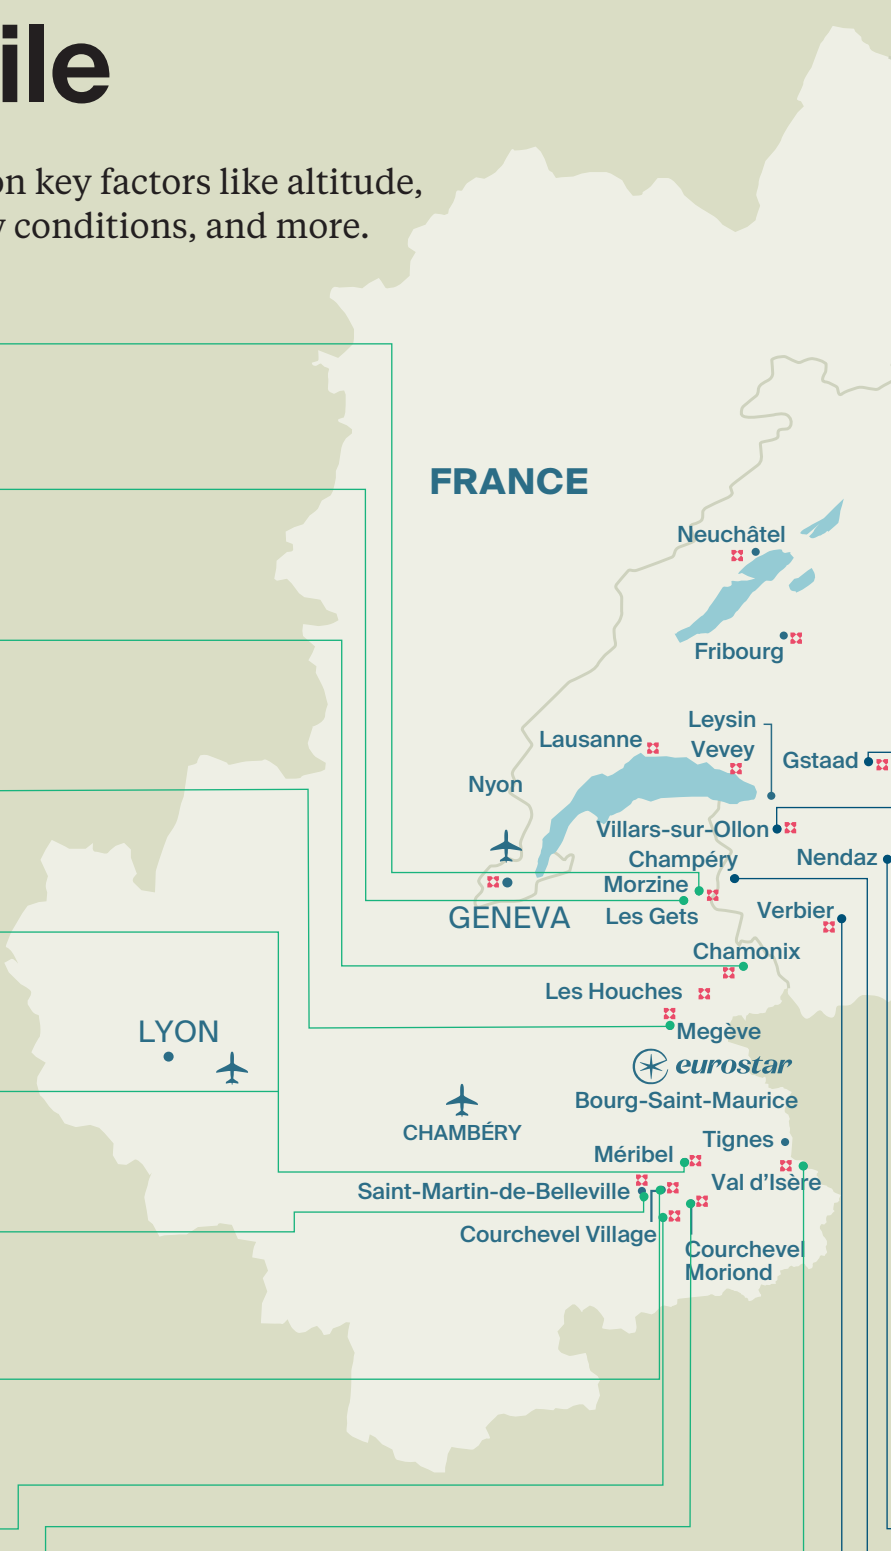 ile
on key factors like altitude,
y conditions, and more.
FRANCE
Neuchâtel
Fribourg
Leysin
Lausanne
Vevey
Gstaad
Nyon
Villars-sur-Ollon
Champéry
Nendaz
Morzine
GENEVA
Les Gets
Verbier
Chamonix
Les Houches
LYON
Megève
eurostar
Bourg-Saint-Maurice
CHAMBÉRY
Tignes
Méribel
Val d'Isère
Saint-Martin-de-Belleville
Courchevel Village
Courchevel
Moriond